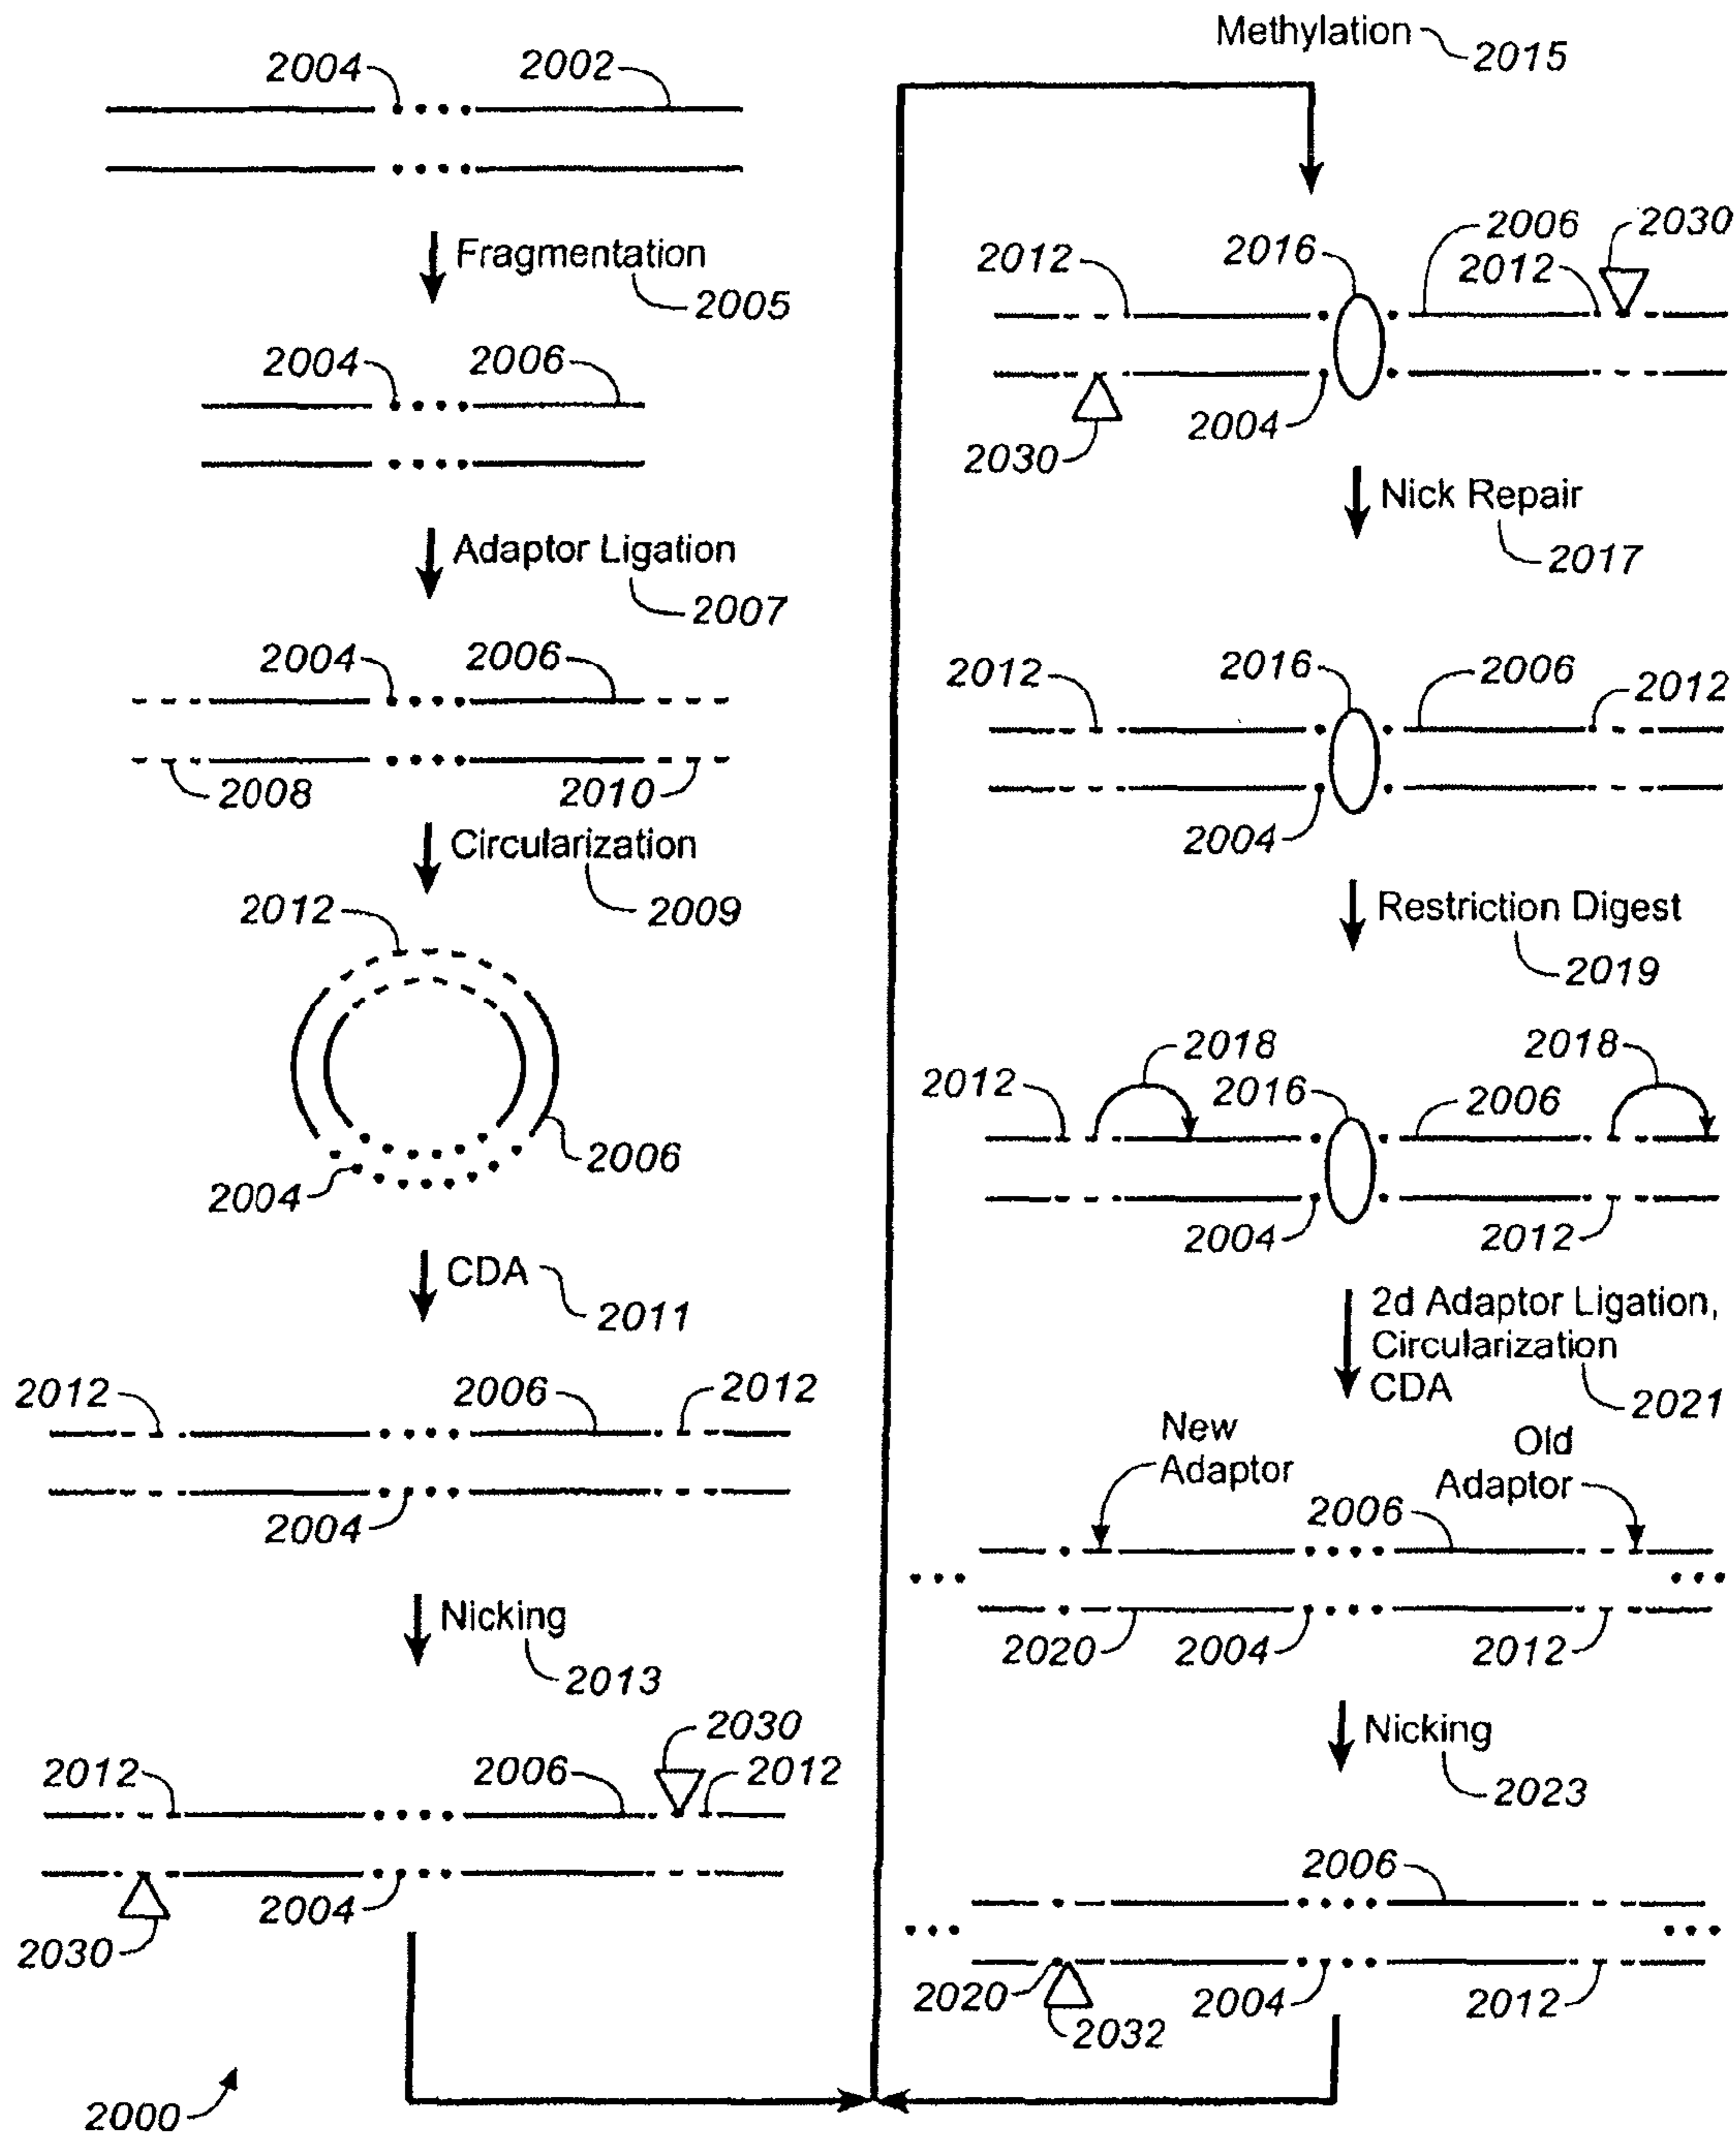 2004 2002
Fragmentation
2005
2004 2006
Adaptor Ligation
2007
2004 2006
2008 2010
Circularization
2009
2012
2006
2004
CDA
2011
2012 2006 2012
2004
Nicking
2013
2030
2012 2006 2012
2004
2030
2000
Methylation
2015
2006 2030
2012 2016 2012
2004
2030
Nick Repair
2017
2012 2016 2006 2012
2004
Restriction Digest
2019
2018 2018
2012 2016 2006
2004 2012
2d Adaptor Ligation,
Circularization
CDA 2021
New
Adaptor
Old
Adaptor
2006
2020 2004 2012
Nicking
2023
2006
2020 2004 2012
2032